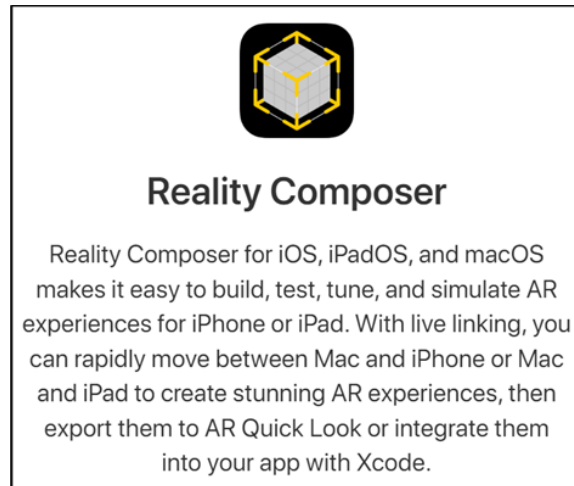 Reality Composer
Reality Composer for iOS, iPadOS, and macOS
makes it easy to build, test, tune, and simulate AR
experiences for iPhone or iPad. With live linking, you
can rapidly move between Mac and iPhone or Mac
and iPad to create stunning AR experiences, then
export them to AR Quick Look or integrate them
into your app with Xcode.